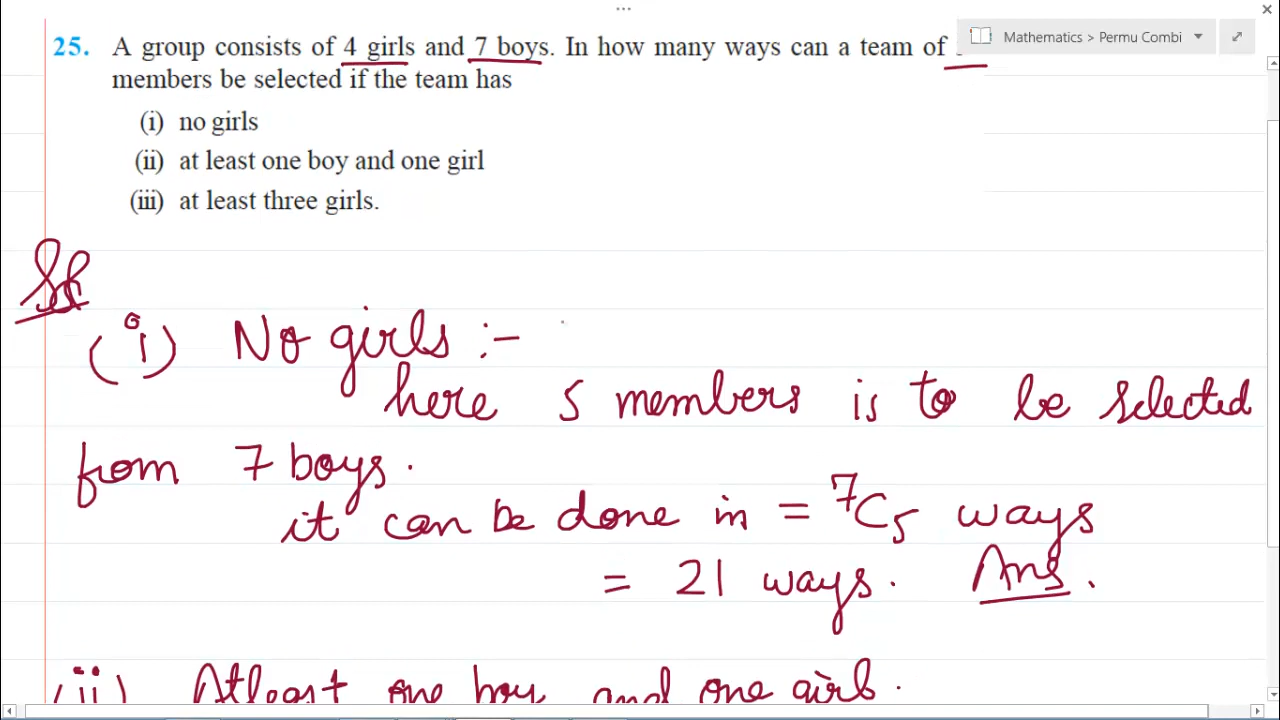 Mathematics > Permu Combi
25. A group consists of 4 girls and 7 boys. In how many ways can a team of
members be selected if the team has
(i) no girls
(ii) at least one boy and one girl
(iii) at least three girls.
Sol
(i) No girls :-
here 5 members is to be selected
from 7 boys.
it can be done in = ⁷C₅ ways
= 21 ways. Ans.
(ii) Atleast one boy and one girl.